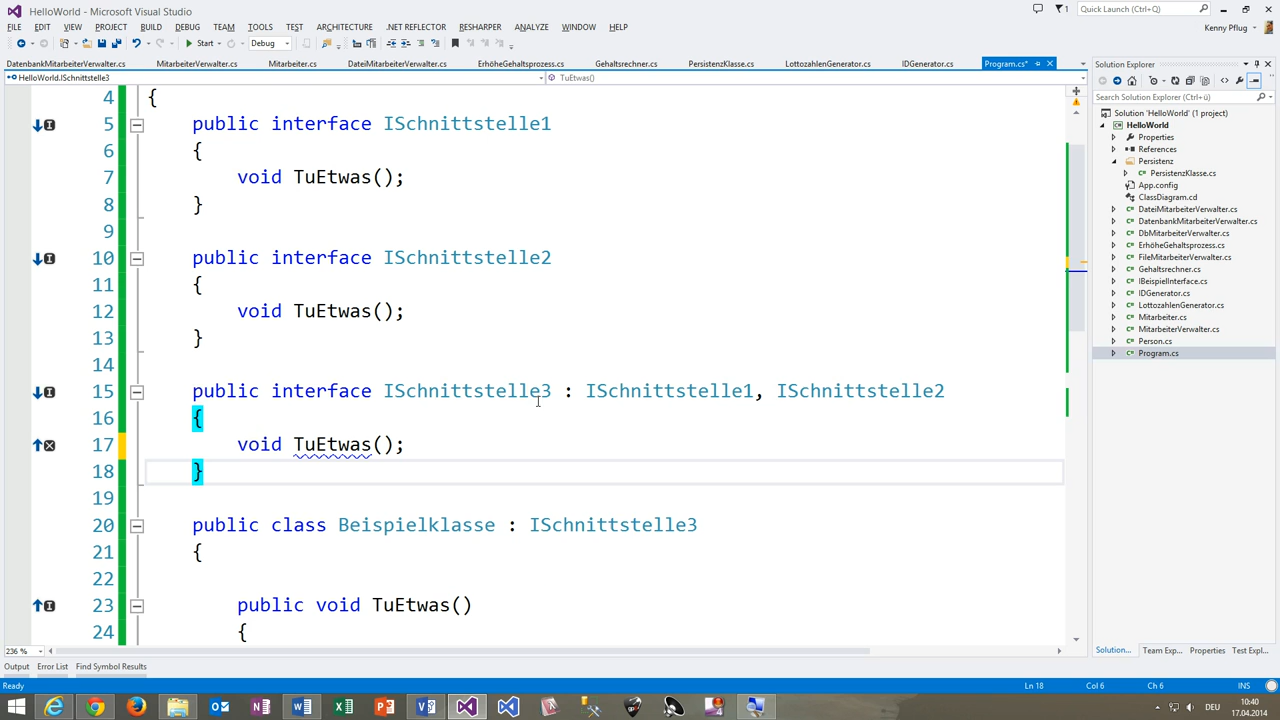 HelloWorld - Microsoft Visual Studio
Quick Launch (Ctrl+Q)
FILE EDIT VIEW PROJECT BUILD DEBUG TEAM TOOLS TEST ARCHITECTURE .NET REFLECTOR RESHARPER ANALYZE WINDOW HELP
Kenny Pflug
Start Debug
DatenbankMitarbeiterVerwalter.cs MitarbeiterVerwalter.cs Mitarbeiter.cs DateiMitarbeiterVerwalter.cs ErhöheGehaltsprozess.cs Gehaltsrechner.cs PersistenzKlasse.cs LottozahlenGenerator.cs IDGenerator.cs Program.cs*
HelloWorld.ISchnittstelle3 TuEtwas()
4 {
5 public interface ISchnittstelle1
6 {
7 void TuEtwas();
8 }
9
10 public interface ISchnittstelle2
11 {
12 void TuEtwas();
13 }
14
15 public interface ISchnittstelle3 : ISchnittstelle1, ISchnittstelle2
16 {
17 void TuEtwas();
18 }
19
20 public class Beispielklasse : ISchnittstelle3
21 {
22
23 public void TuEtwas()
24 {
236 %
Solution Explorer
Search Solution Explorer (Ctrl+ü)
Solution 'HelloWorld' (1 project)
HelloWorld
Properties
References
Persistenz
PersistenzKlasse.cs
App.config
ClassDiagram.cd
DateiMitarbeiterVerwalter.cs
DatenbankMitarbeiterVerwalter.cs
DbMitarbeiterVerwalter.cs
ErhöheGehaltsprozess.cs
FileMitarbeiterVerwalter.cs
Gehaltsrechner.cs
IBeispielInterface.cs
IDGenerator.cs
LottozahlenGenerator.cs
Mitarbeiter.cs
MitarbeiterVerwalter.cs
Person.cs
Program.cs
Solution... Team Exp... Properties Test Expl...
Output Error List Find Symbol Results
Ready Ln 18 Col 6 Ch 6 INS
DEU
10:40
17.04.2014